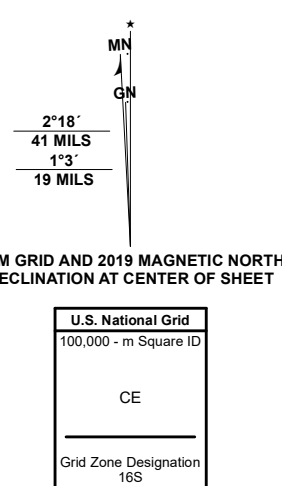 MN
GN
2°18´
41 MILS
1°3´
19 MILS
M GRID AND 2019 MAGNETIC NORTH
ECLINATION AT CENTER OF SHEET
U.S. National Grid
100,000 - m Square ID
CE
Grid Zone Designation
16S